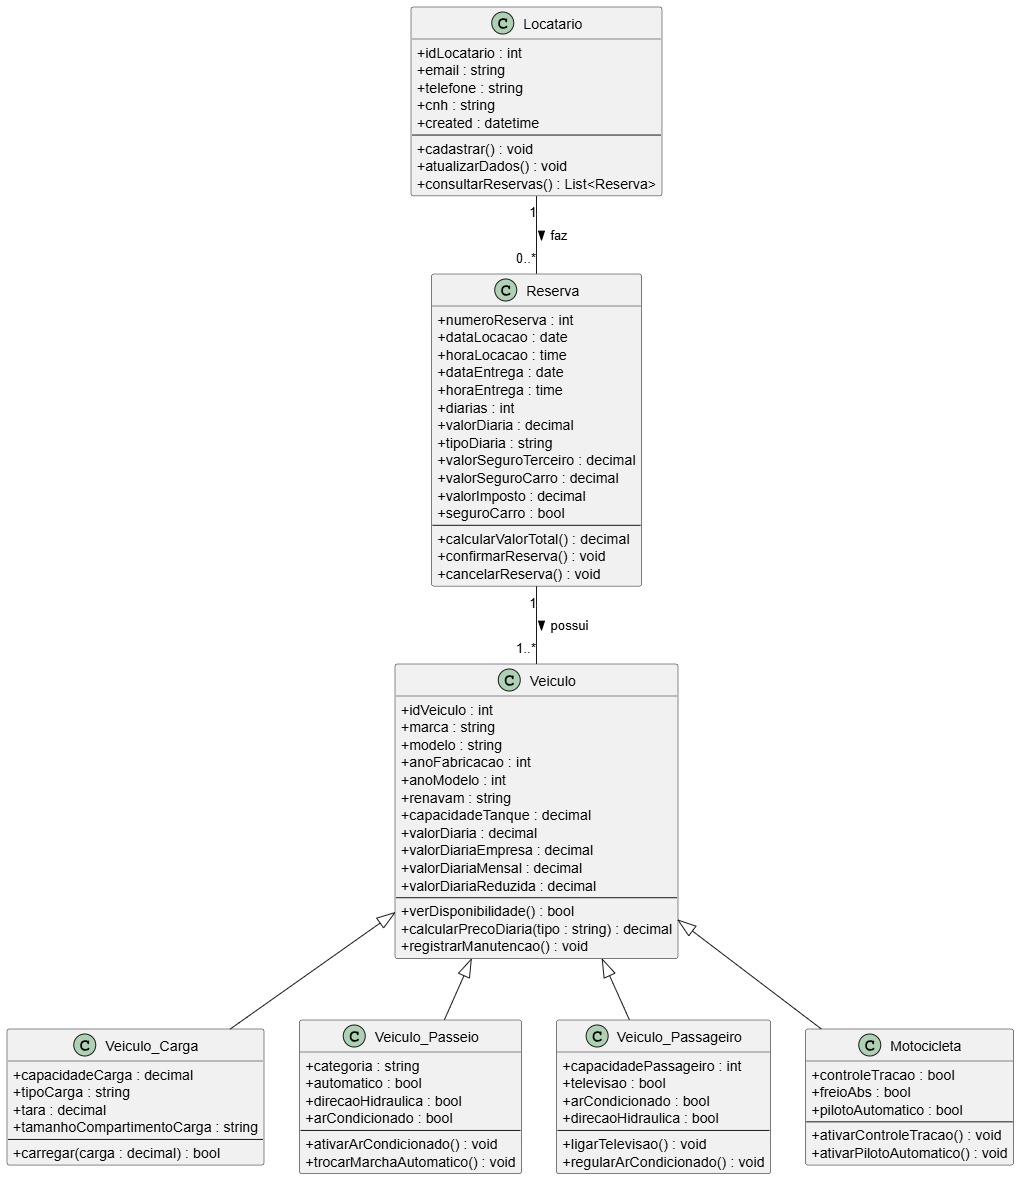 C Locatario
+idLocatario : int
+email : string
+telefone : string
+cnh : string
+created : datetime
+cadastrar() : void
+atualizarDados() : void
+consultarReservas() : List<Reserva>
1
faz
0..*
C Reserva
+numeroReserva : int
+dataLocacao : date
+horaLocacao : time
+dataEntrega : date
+horaEntrega : time
+diarias : int
+valorDiaria : decimal
+tipoDiaria : string
+valorSeguroTerceiro : decimal
+valorSeguroCarro : decimal
+valorImposto : decimal
+seguroCarro : bool
+calcularValorTotal() : decimal
+confirmarReserva() : void
+cancelarReserva() : void
1
possui
1..*
C Veiculo
+idVeiculo : int
+marca : string
+modelo : string
+anoFabricacao : int
+anoModelo : int
+renavam : string
+capacidadeTanque : decimal
+valorDiaria : decimal
+valorDiariaEmpresa : decimal
+valorDiariaMensal : decimal
+valorDiariaReduzida : decimal
+verDisponibilidade() : bool
+calcularPrecoDiaria(tipo : string) : decimal
+registrarManutencao() : void
C Veiculo_Carga
+capacidadeCarga : decimal
+tipoCarga : string
+tara : decimal
+tamanhoCompartimentoCarga : string
+carregar(carga : decimal) : bool
C Veiculo_Passeio
+categoria : string
+automatico : bool
+direcaoHidraulica : bool
+arCondicionado : bool
+ativarArCondicionado() : void
+trocarMarchaAutomatico() : void
C Veiculo_Passageiro
+capacidadePassageiro : int
+televisao : bool
+arCondicionado : bool
+direcaoHidraulica : bool
+ligarTelevisao() : void
+regularArCondicionado() : void
C Motocicleta
+controleTracao : bool
+freioAbs : bool
+pilotoAutomatico : bool
+ativarControleTracao() : void
+ativarPilotoAutomatico() : void